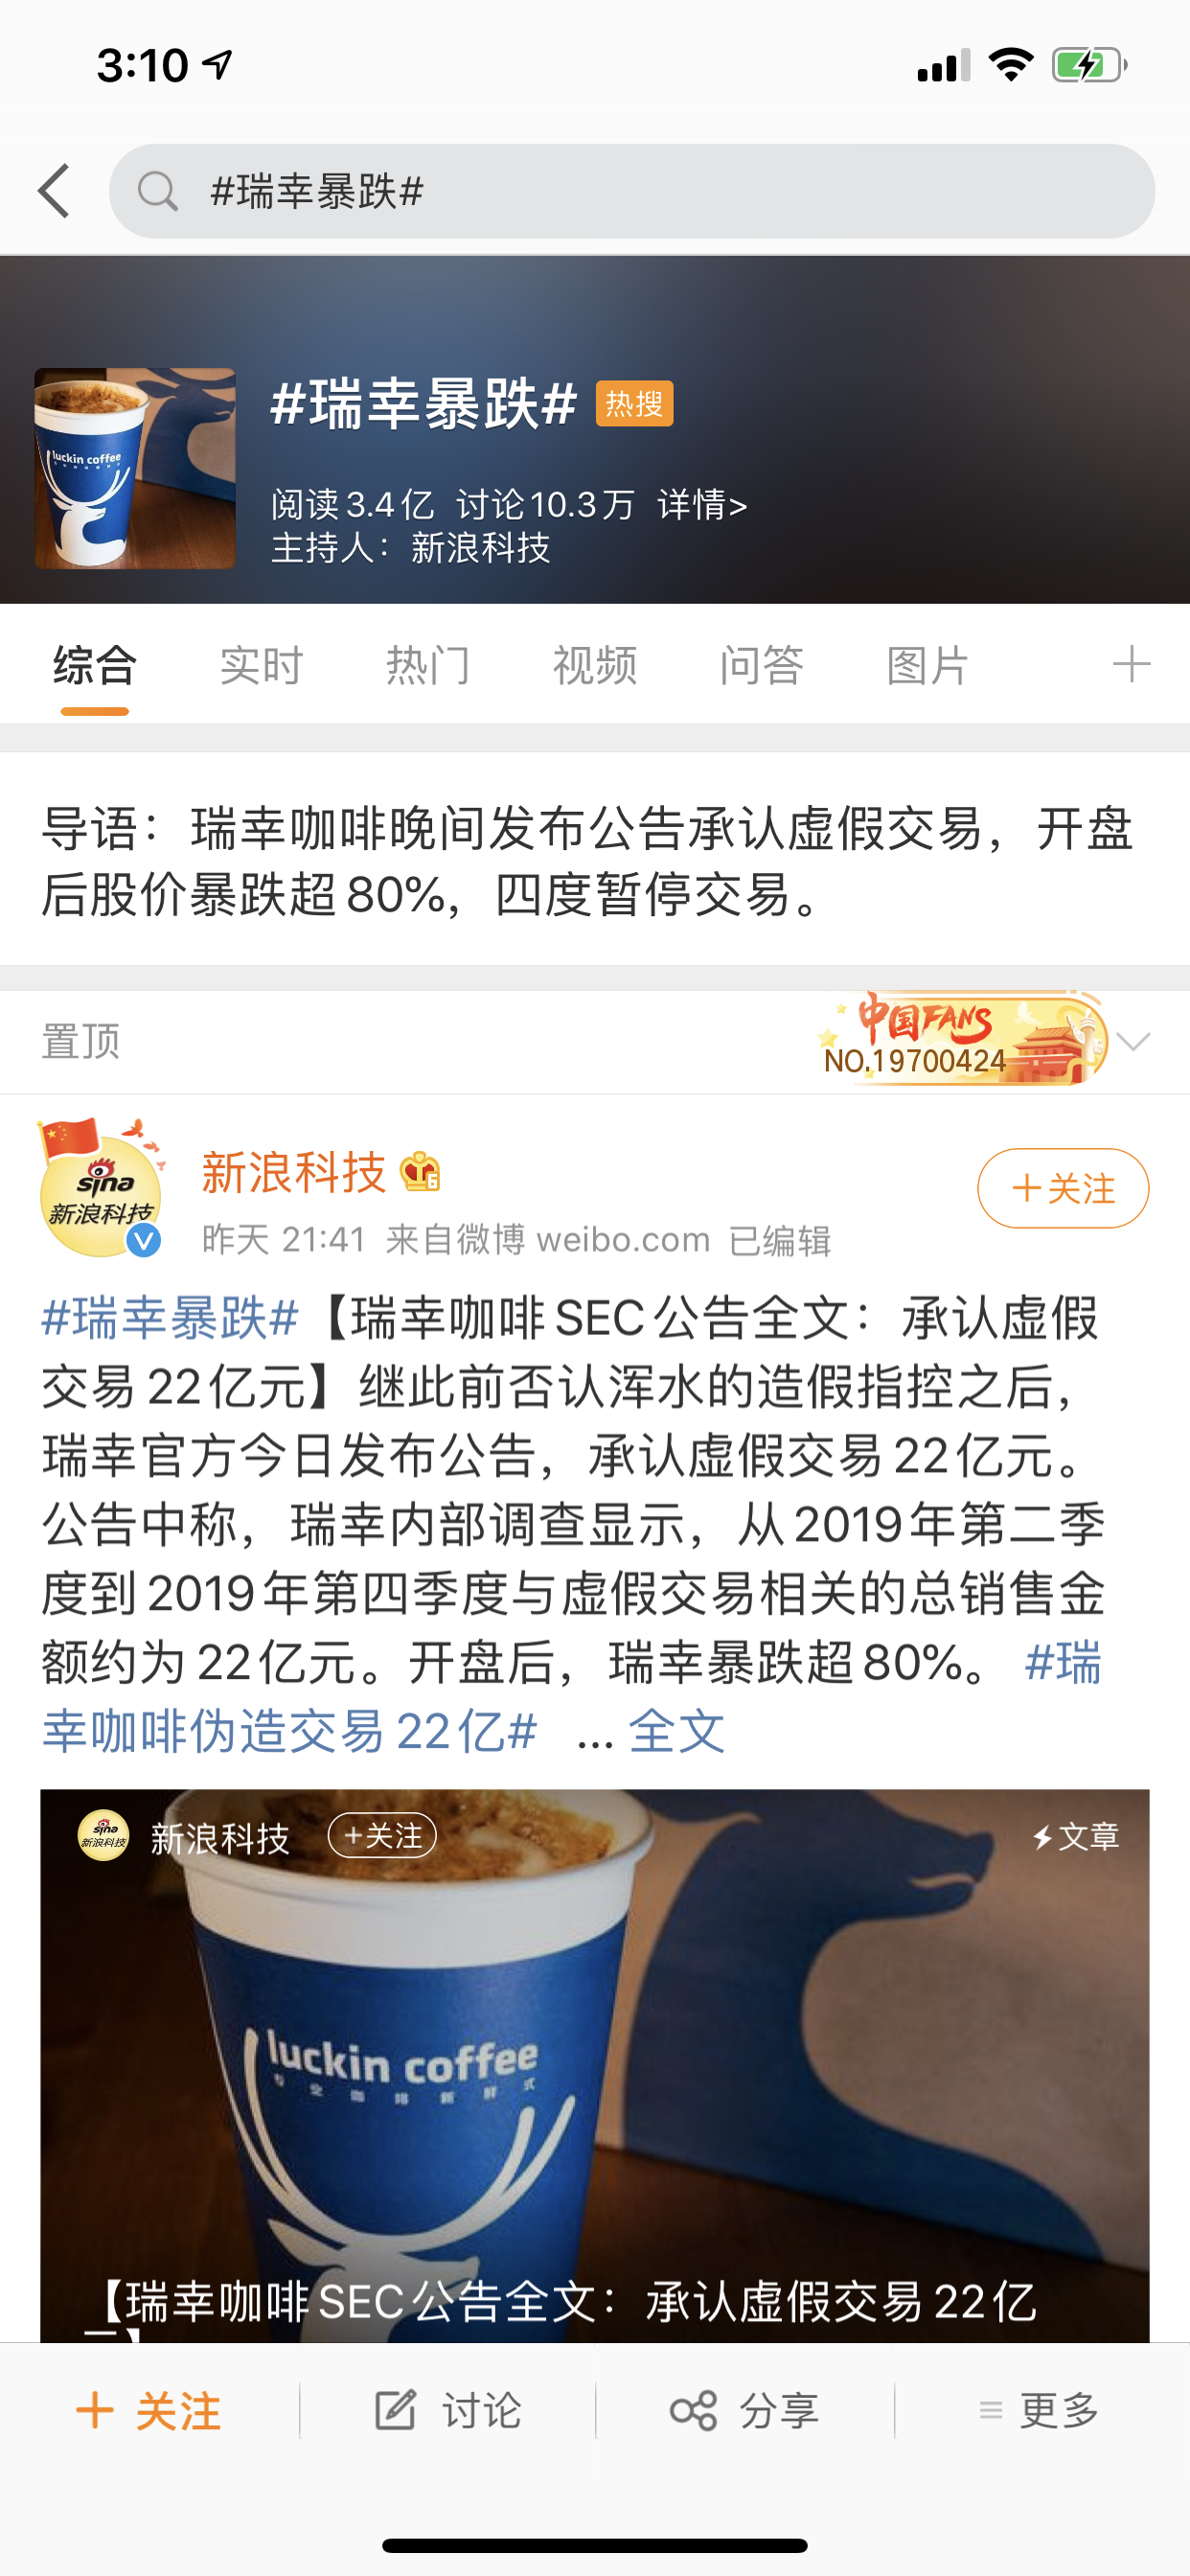 3:10
#瑞幸暴跌#
luckin coffee
#瑞幸暴跌# 热搜
阅读3.4亿 讨论10.3万 详情>
主持人：新浪科技
综合 实时 热门 视频 问答 图片
导语：瑞幸咖啡晚间发布公告承认虚假交易，开盘
后股价暴跌超80%，四度暂停交易。
置顶
中国FANS
NO.19700424
sina
新浪科技
新浪科技
+关注
昨天 21:41 来自微博 weibo.com 已编辑
#瑞幸暴跌#【瑞幸咖啡SEC公告全文：承认虚假
交易22亿元】继此前否认浑水的造假指控之后，
瑞幸官方今日发布公告，承认虚假交易22亿元。
公告中称，瑞幸内部调查显示，从2019年第二季
度到2019年第四季度与虚假交易相关的总销售金
额约为22亿元。开盘后，瑞幸暴跌超80%。 #瑞
幸咖啡伪造交易22亿# ... 全文
sina
新浪科技
新浪科技 +关注 文章
luckin coffee
专业咖啡新鲜式
【瑞幸咖啡SEC公告全文：承认虚假交易22亿
+ 关注 讨论 分享 更多